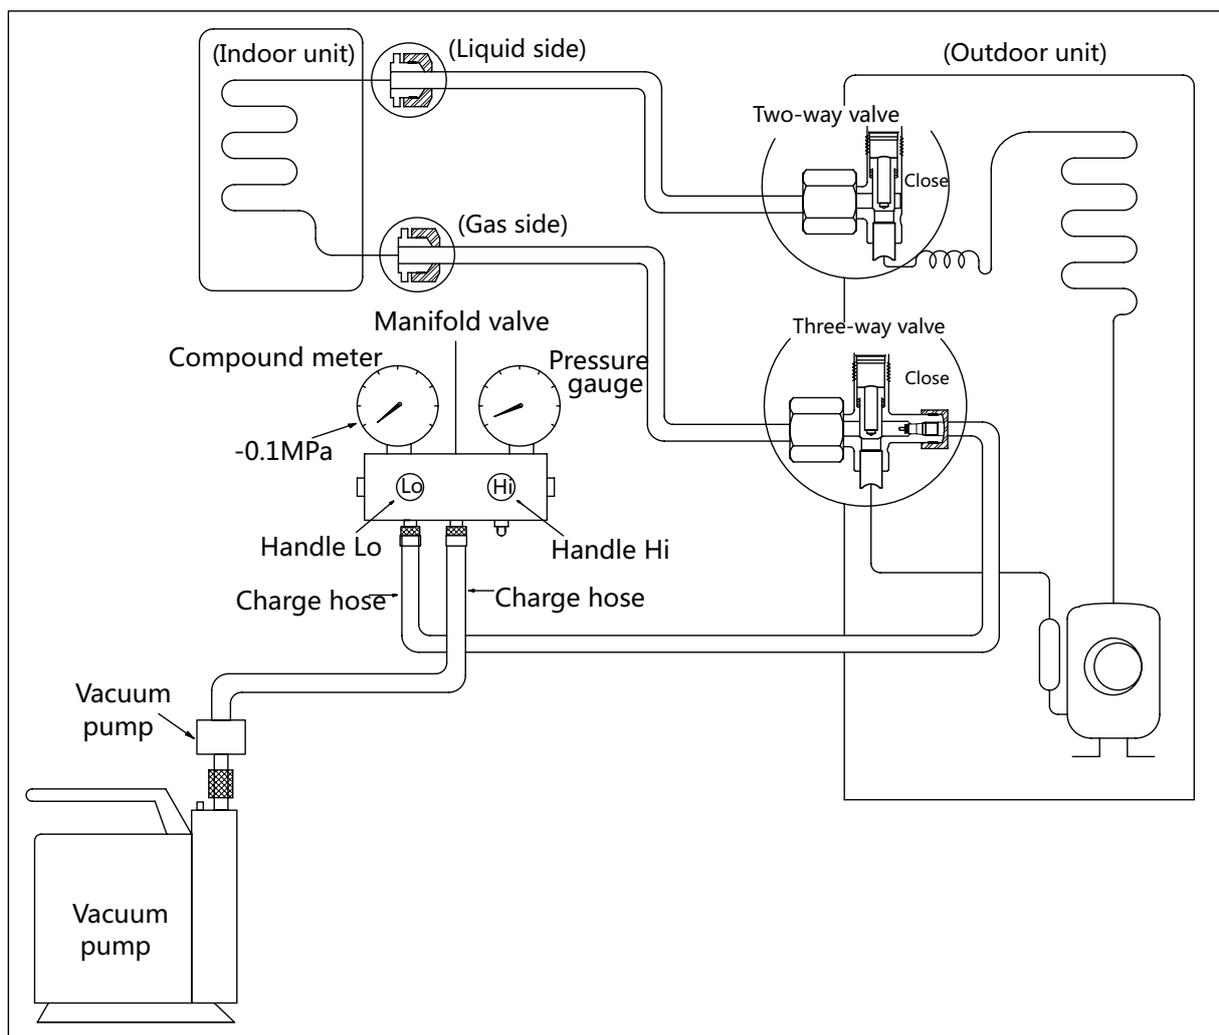 (Indoor unit)
(Liquid side)
(Outdoor unit)
Two-way valve
Close
(Gas side)
Manifold valve
Three-way valve
Compound meter
Pressure
gauge
Close
-0.1MPa
Lo
Hi
Handle Lo
Handle Hi
Charge hose
Charge hose
Vacuum
pump
Vacuum
pump